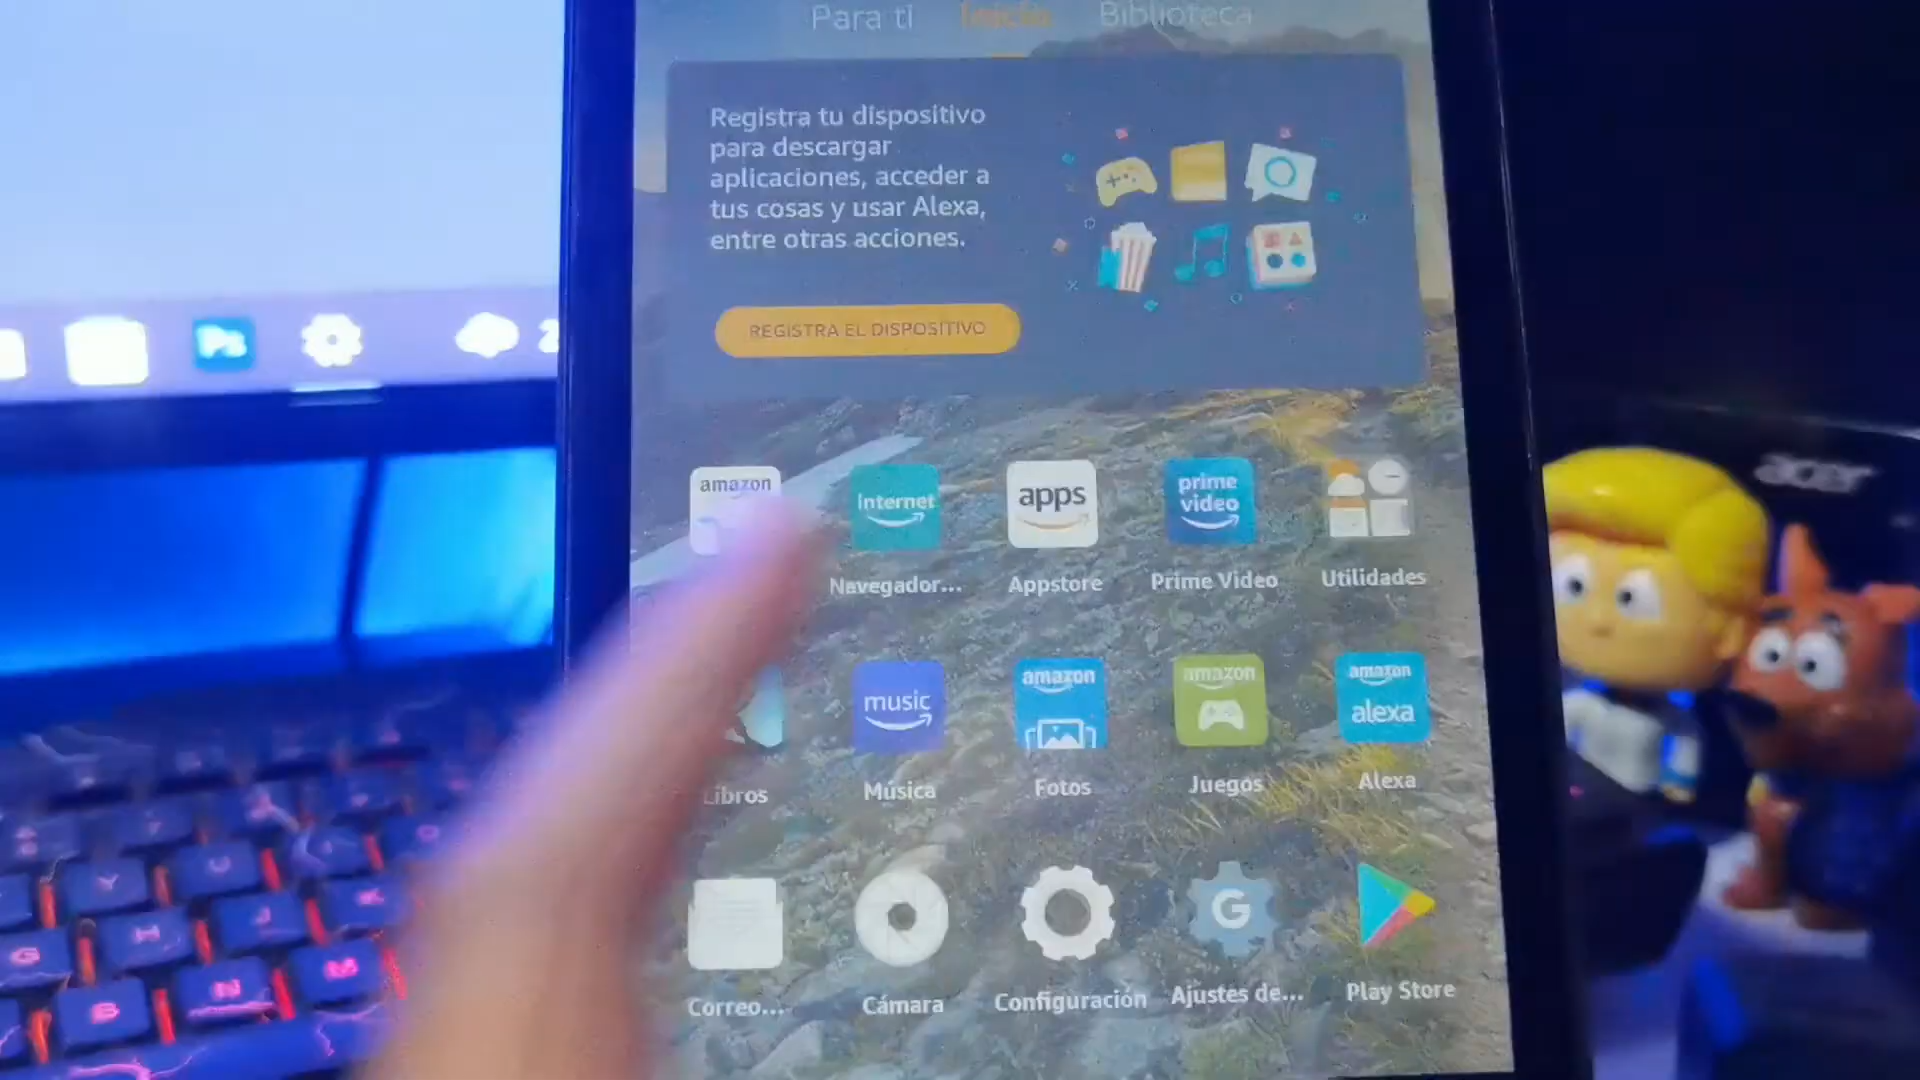 Para ti Inicio Biblioteca
Registra tu dispositivo
para descargar
aplicaciones, acceder a
tus cosas y usar Alexa,
entre otras acciones.
REGISTRA EL DISPOSITIVO
Ps
2
amazon
internet
apps
prime video
Navegador...
Appstore
Prime Video
Utilidades
music
amazon
amazon
amazon alexa
Libros
Música
Fotos
Juegos
Alexa
G
Correo...
Cámara
Configuración
Ajustes de...
Play Store
acer
Y
U
G
H
J
K
B
N
M